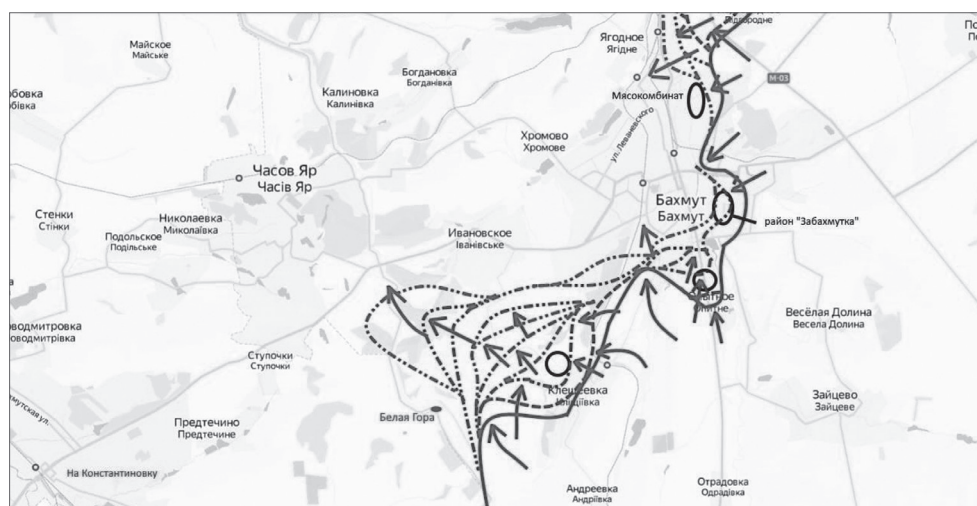 Подгородне
Майское
Майське
Ягодное
Ягідне
М-03
Богдановка
Богданівка
Мясокомбинат
Калиновка
Калинівка
ул. Леваневского
Хромово
Хромове
Часов Яр
Часів Яр
Бахмут
Бахмут
район "Забахмутка"
Стенки
Стінки
Николаевка
Миколаївка
Подольское
Подільське
Ивановское
Іванівське
Весёлая Долина
Весела Долина
Опитне
Ступочки
Ступочки
Клещеевка
Кліщіївка
Зайцево
Зайцеве
Белая Гора
Предтечино
Предтечине
На Константиновку
Андреевка
Андріївка
Отрадовка
Одрадівка